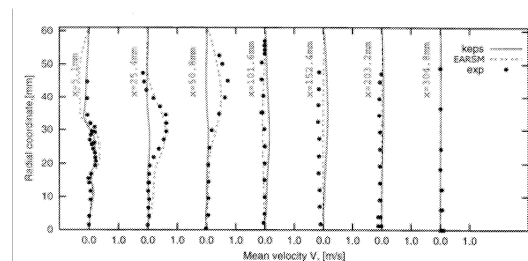 60
50
40
30
20
10
0
Radial coordinate,[mm]
x=5.1mm
x=25.4mm
x=50.8mm
x=101.6mm
x=152.4mm
x=203.2mm
x=304.8mm
keps
EARSM
exp
0.0 0.0 0.0 0.0 0.0 0.0 0.0 1.0
1.0 1.0 1.0 1.0 1.0 1.0
Mean velocity V, [m/s]